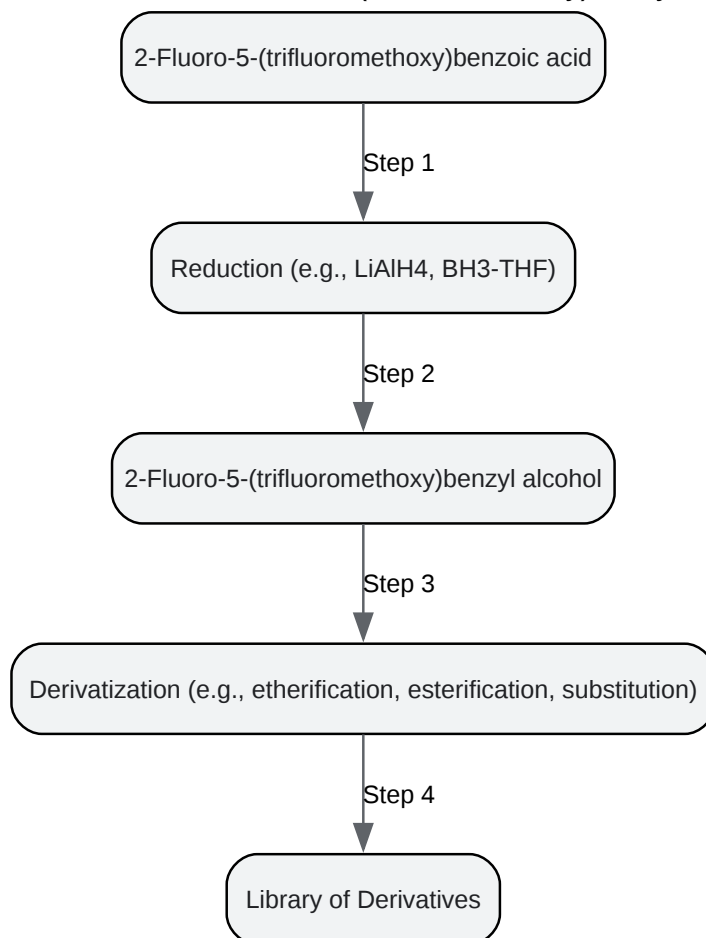 2-Fluoro-5-(trifluoromethoxy)benzoic acid
Step 1
Reduction (e.g., LiAlH4, BH3-THF)
Step 2
2-Fluoro-5-(trifluoromethoxy)benzyl alcohol
Step 3
Derivatization (e.g., etherification, esterification, substitution)
Step 4
Library of Derivatives